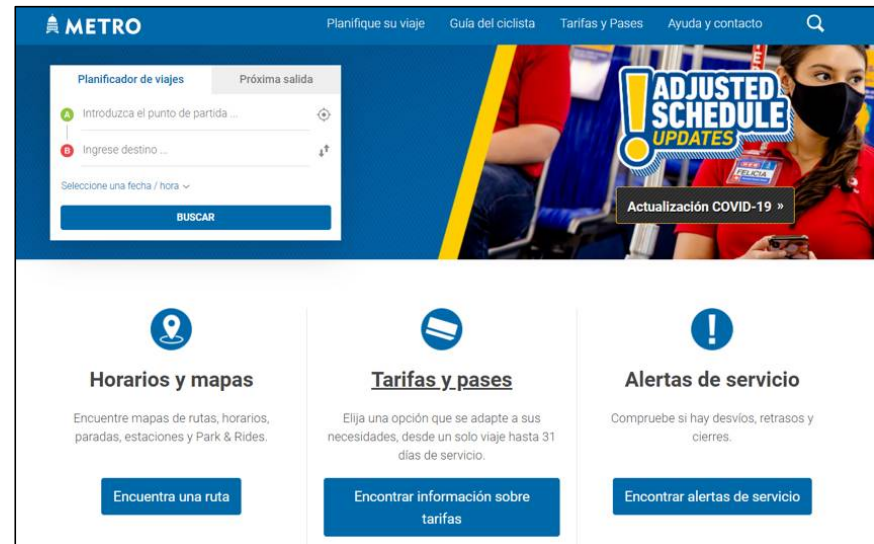 METRO
Planifique su viaje Guía del ciclista Tarifas y Pases Ayuda y contacto
Planificador de viajes Próxima salida
A Introduzca el punto de partida ...
B Ingrese destino ...
Seleccione una fecha / hora
BUSCAR
ADJUSTED
SCHEDULE
UPDATES
FELICIA
Actualización COVID-19 »
Horarios y mapas
Encuentre mapas de rutas, horarios,
paradas, estaciones y Park & Rides.
Encuentra una ruta
Tarifas y pases
Elija una opción que se adapte a sus
necesidades, desde un solo viaje hasta 31
días de servicio.
Encontrar información sobre
tarifas
Alertas de servicio
Compruebe si hay desvíos, retrasos y
cierres.
Encontrar alertas de servicio